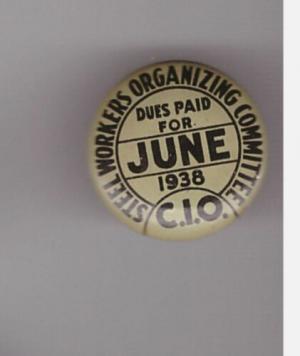 STEEL WORKERS ORGANIZING COMMITTEE
DUES PAID
FOR
JUNE
1938
C.I.O.